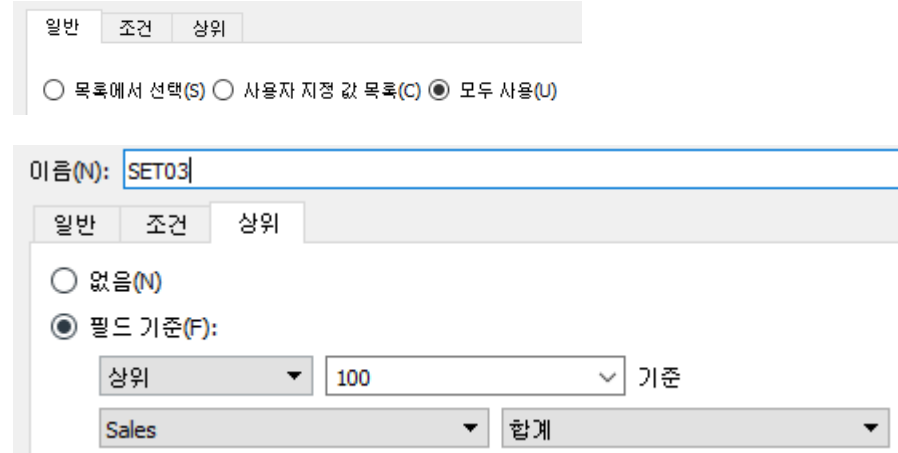 일반 조건 상위
목록에서 선택(S) 사용자 지정 값 목록(C) 모두 사용(U)
이름(N): SET03
일반 조건 상위
없음(N)
필드 기준(F):
상위 100 기준
Sales 합계